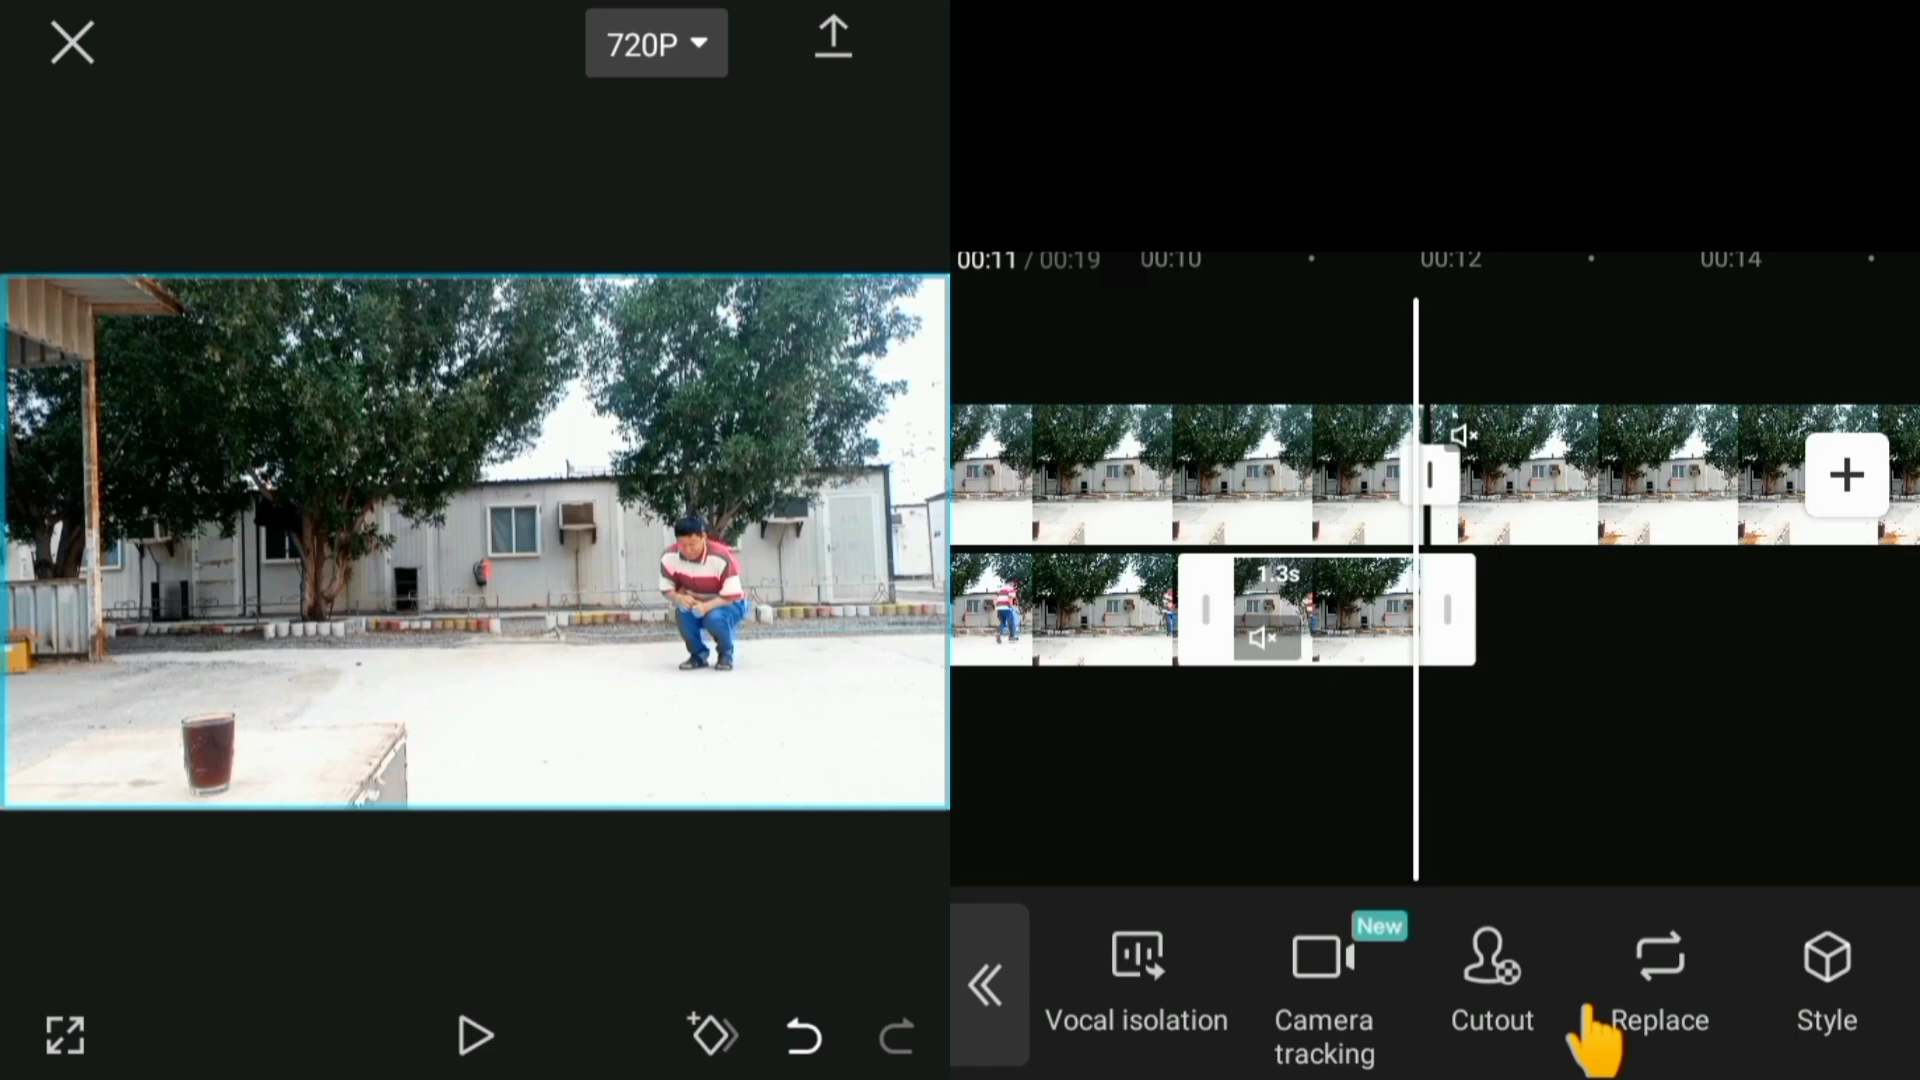 720P
00:11 / 00:19 00:10 00:12 00:14
1.3s
New
Vocal isolation
Camera
tracking
Cutout
Replace
Style